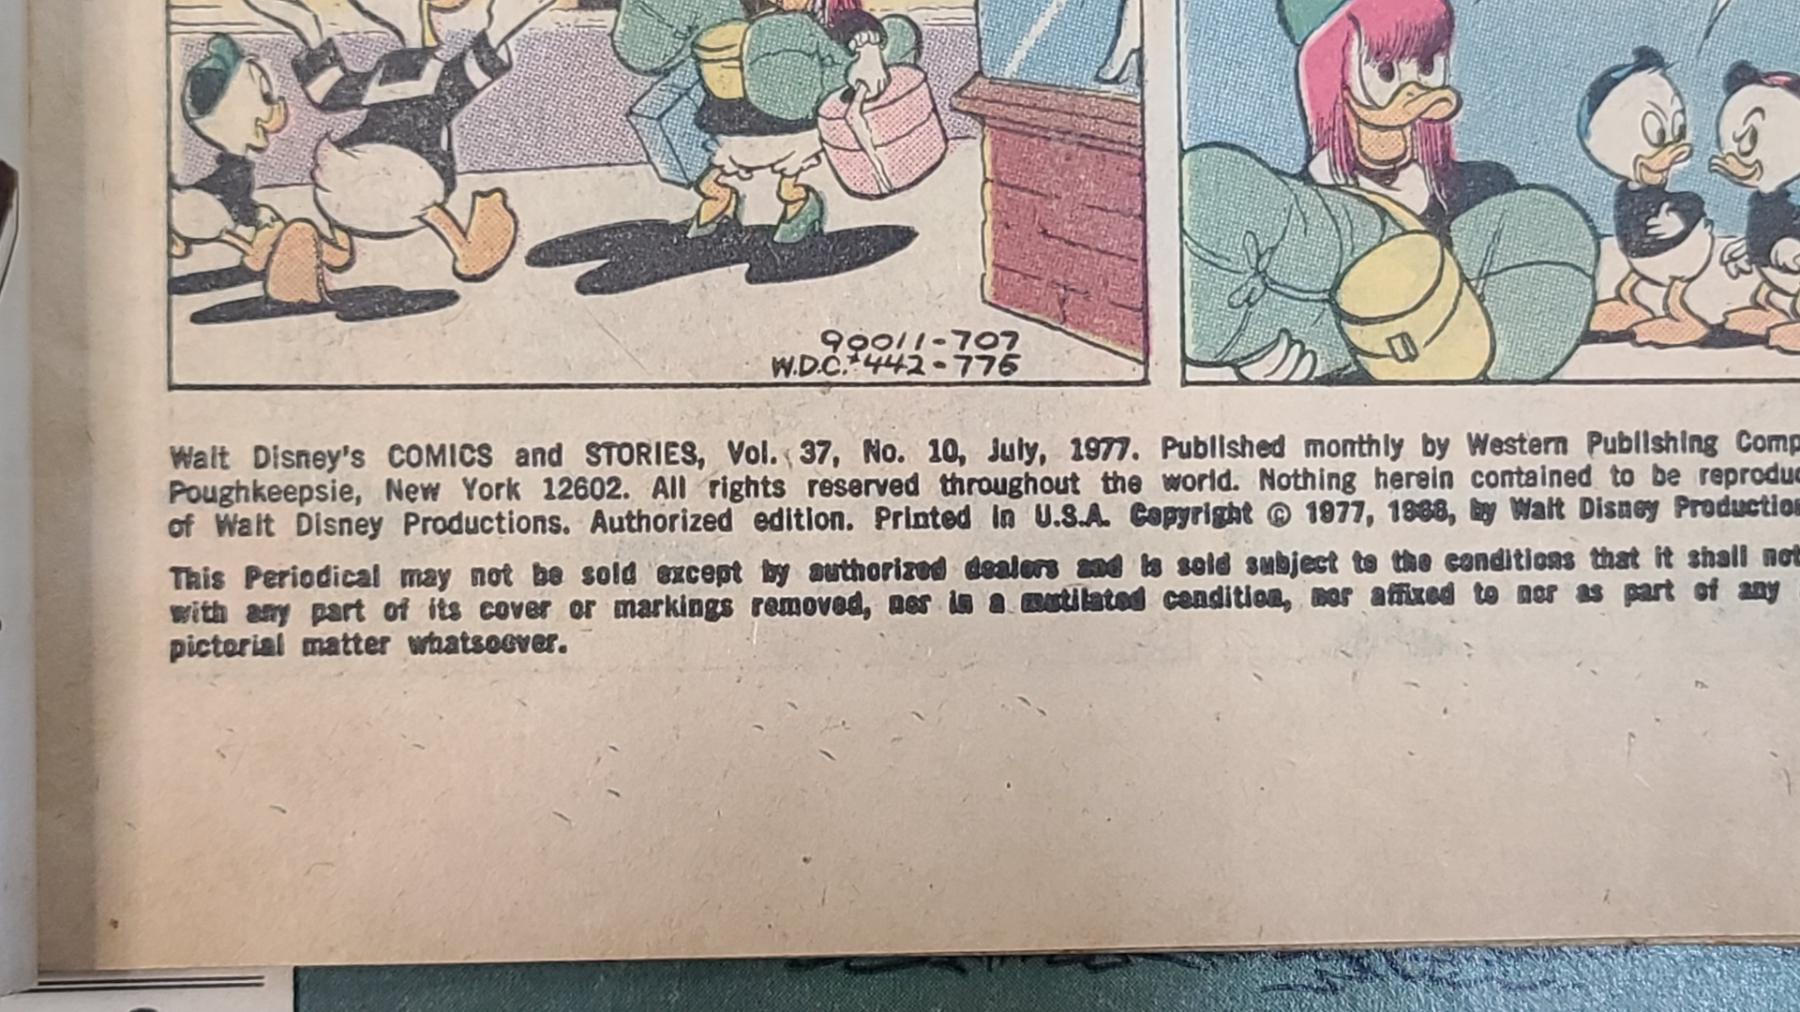 90011-707
W.D.C.#442-776
Walt Disney's COMICS and STORIES, Vol. 37, No. 10, July, 1977. Published monthly by Western Publishing Comp
Poughkeepsie, New York 12602. All rights reserved throughout the world. Nothing herein contained to be reproduc
of Walt Disney Productions. Authorized edition. Printed in U.S.A. Copyright © 1977, 1968, by Walt Disney Production
This Periodical may not be sold except by authorized dealers and is sold subject to the conditions that it shall not
with any part of its cover or markings removed, nor in a mutilated condition, nor affixed to nor as part of any
pictorial matter whatsoever.